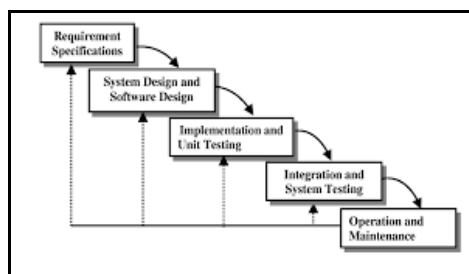 Requirement
Specifications
System Design and
Software Design
Implementation and
Unit Testing
Integration and
System Testing
Operation and
Maintenance